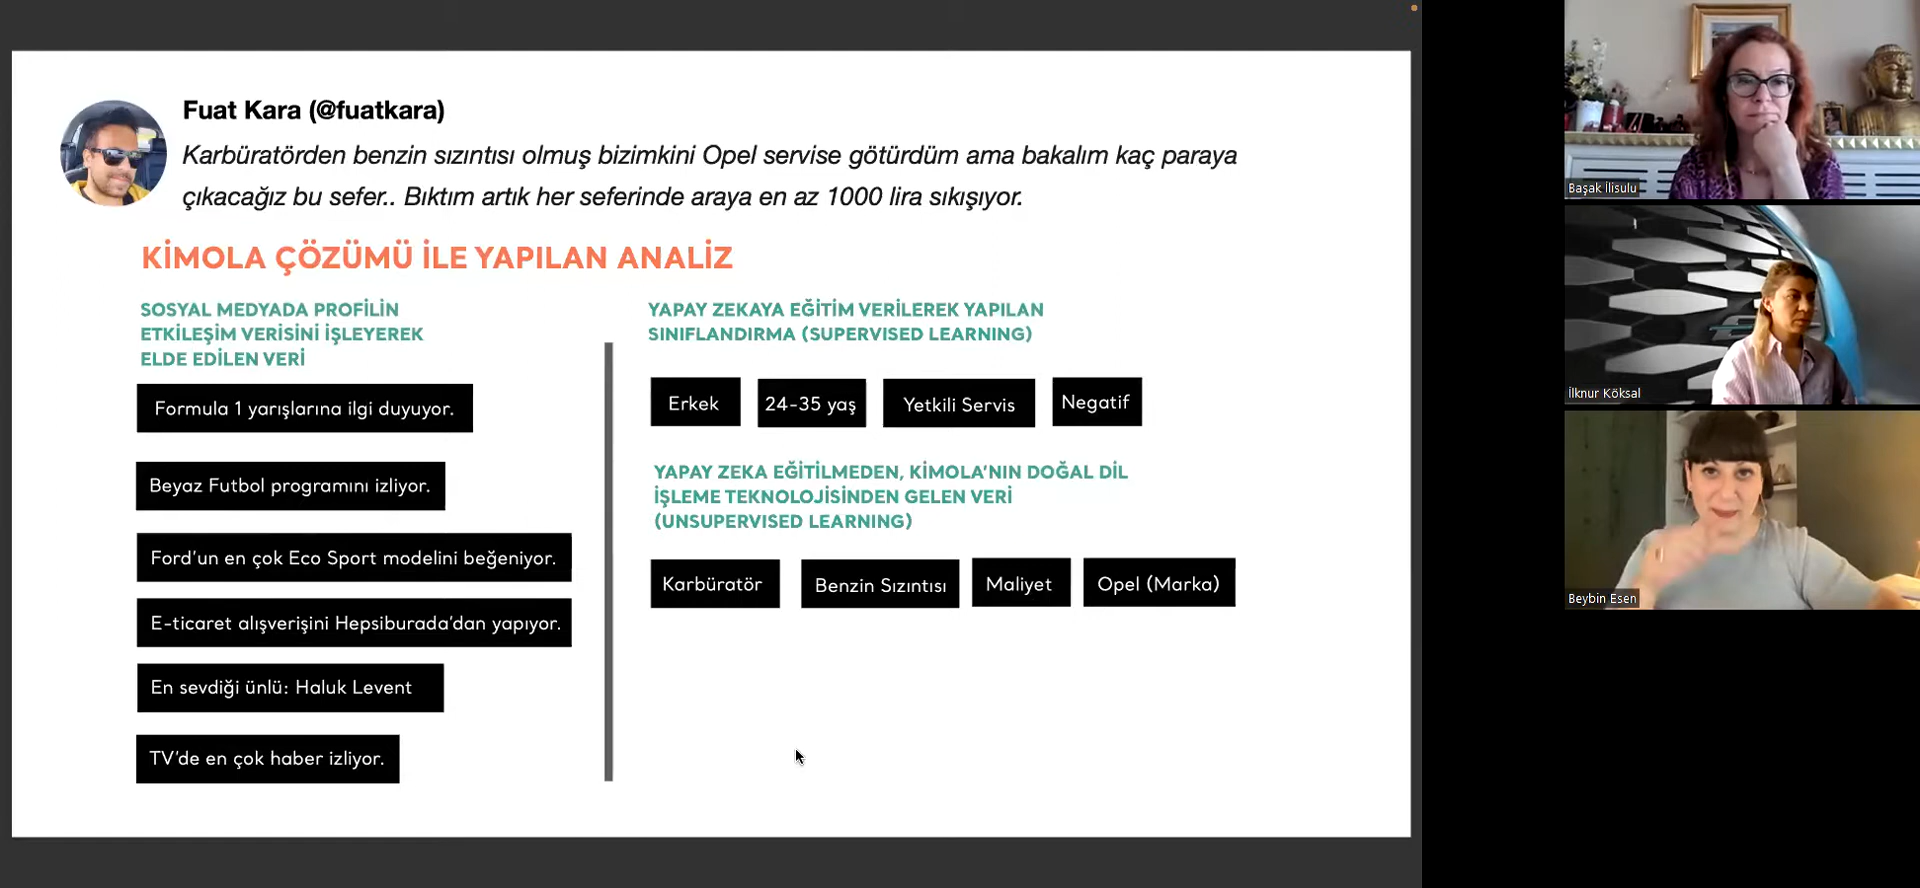 Fuat Kara (@fuatkara)
Karbüratörden benzin sızıntısı olmuş bizimkini Opel servise götürdüm ama bakalım kaç paraya
çıkacağız bu sefer.. Bıktım artık her seferinde araya en az 1000 lira sıkışıyor.
KİMOLA ÇÖZÜMÜ İLE YAPILAN ANALİZ
SOSYAL MEDYADA PROFİLİN
ETKİLEŞİM VERİSİNİ İŞLEYEREK
ELDE EDİLEN VERİ
Formula 1 yarışlarına ilgi duyuyor.
Beyaz Futbol programını izliyor.
Ford'un en çok Eco Sport modelini beğeniyor.
E-ticaret alışverişini Hepsiburada'dan yapıyor.
En sevdiği ünlü: Haluk Levent
TV'de en çok haber izliyor.
YAPAY ZEKAYA EĞİTİM VERİLEREK YAPILAN
SINIFLANDIRMA (SUPERVISED LEARNING)
Erkek
24-35 yaş
Yetkili Servis
Negatif
YAPAY ZEKA EĞİTİLMEDEN, KİMOLA'NIN DOĞAL DİL
İŞLEME TEKNOLOJİSİNDEN GELEN VERİ
(UNSUPERVISED LEARNING)
Karbüratör
Benzin Sızıntısı
Maliyet
Opel (Marka)
Başak İlisulu
İlknur Köksal
Beybin Esen